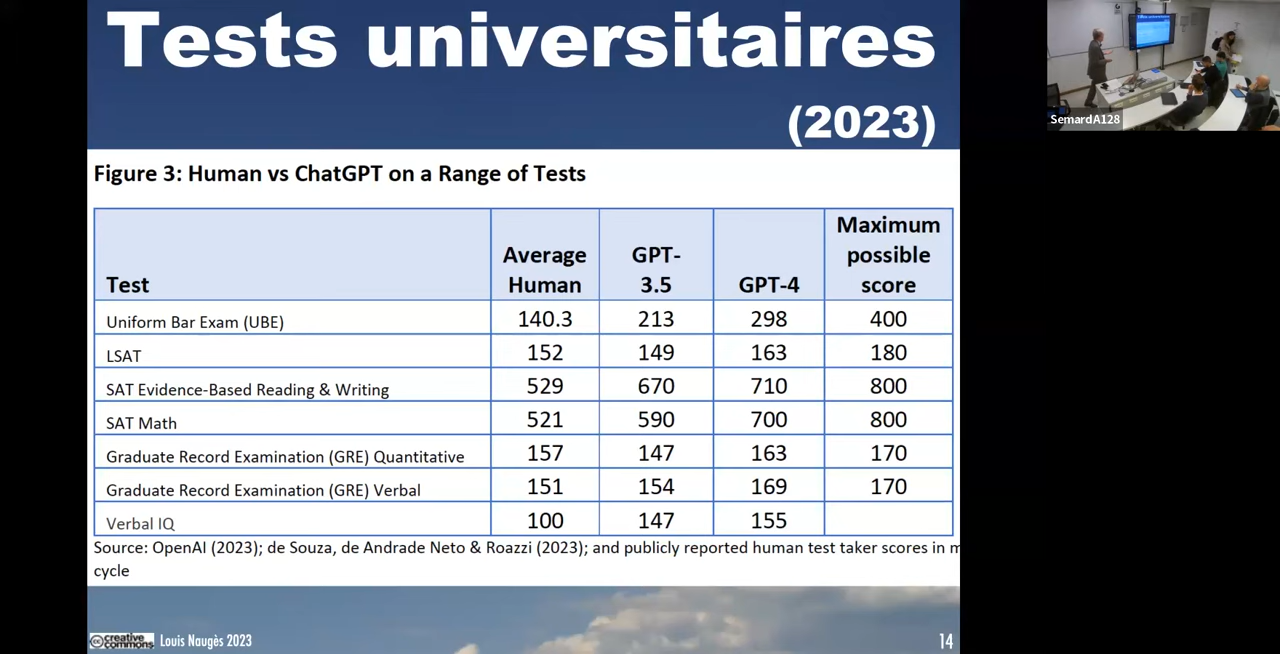 Tests universitaires
(2023)
Figure 3: Human vs ChatGPT on a Range of Tests
Test Average Human GPT-3.5 GPT-4 Maximum possible score
Uniform Bar Exam (UBE) 140.3 213 298 400
LSAT 152 149 163 180
SAT Evidence-Based Reading & Writing 529 670 710 800
SAT Math 521 590 700 800
Graduate Record Examination (GRE) Quantitative 157 147 163 170
Graduate Record Examination (GRE) Verbal 151 154 169 170
Verbal IQ 100 147 155
Source: OpenAI (2023); de Souza, de Andrade Neto & Roazzi (2023); and publicly reported human test taker scores in m
cycle
creative commons Louis Naugès 2023
14
SemardA128